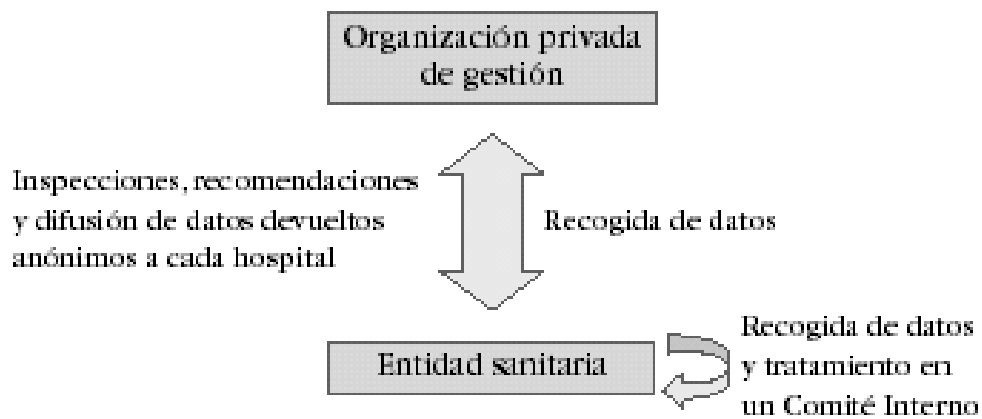 Organización privada
de gestión
Inspecciones, recomendaciones
y difusión de datos devueltos
anónimos a cada hospital
Recogida de datos
Entidad sanitaria
Recogida de datos
y tratamiento en
un Comité Interno